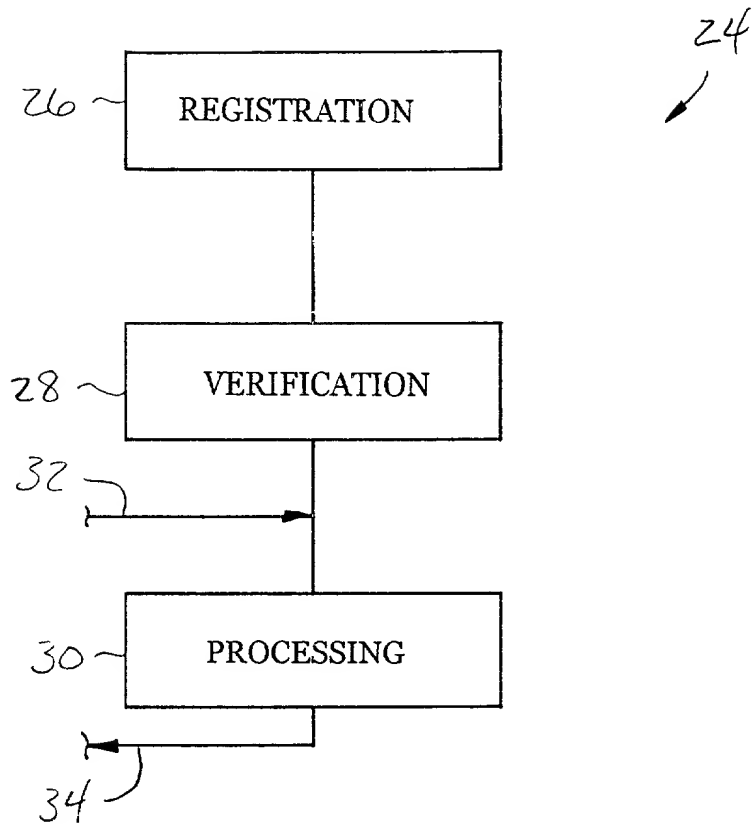 24
26 REGISTRATION
28 VERIFICATION
32
30 PROCESSING
34